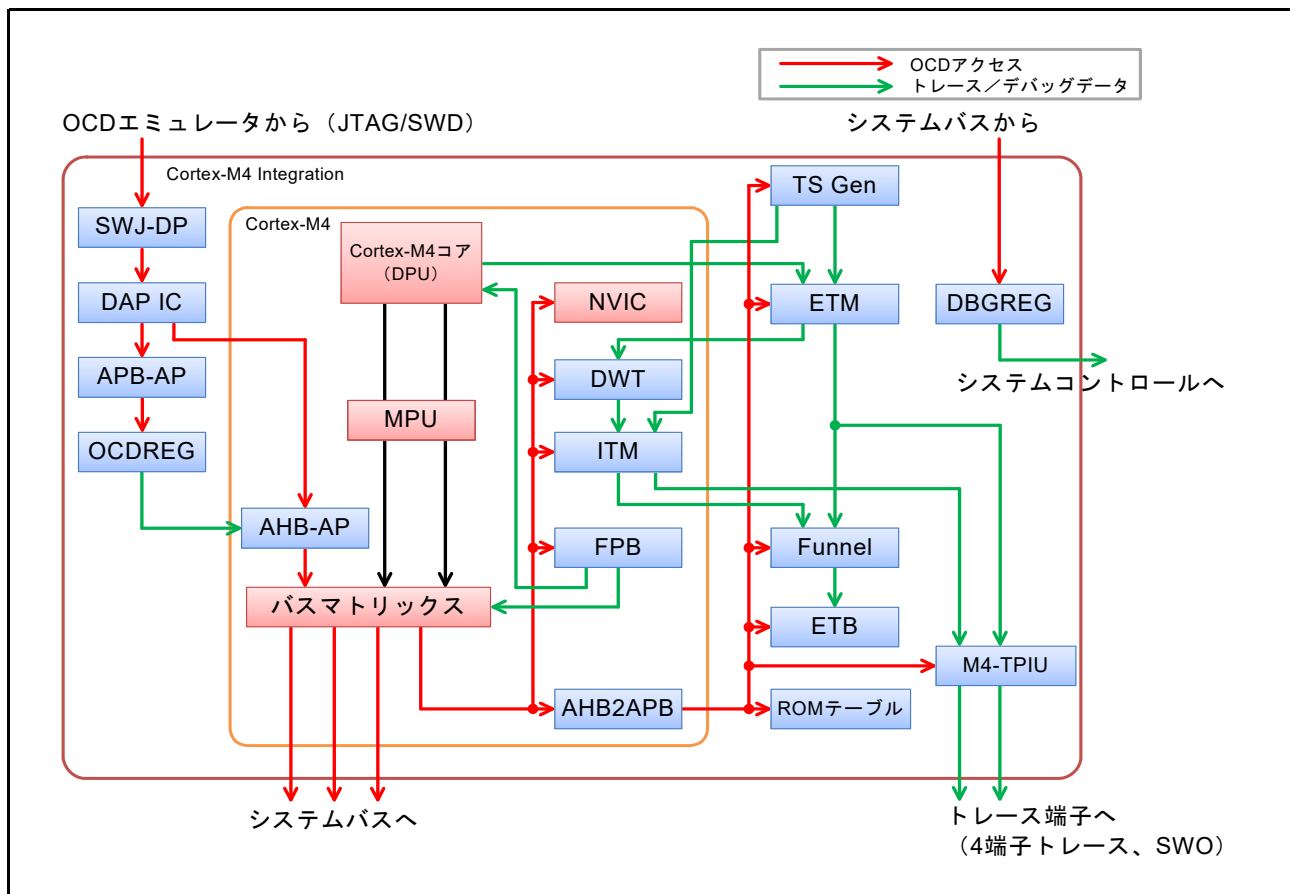 OCDアクセス
トレース/デバッグデータ
OCDエミュレータから(JTAG/SWD)
システムバスから
Cortex-M4 Integration
TS Gen
SWJ-DP
Cortex-M4
Cortex-M4コア
(DPU)
DAP IC
NVIC
ETM
DBGREG
APB-AP
DWT
システムコントロールへ
MPU
OCDREG
ITM
AHB-AP
FPB
Funnel
バスマトリックス
ETB
M4-TPIU
AHB2APB
ROMテーブル
システムバスへ
トレース端子へ
(4端子トレース、SWO)